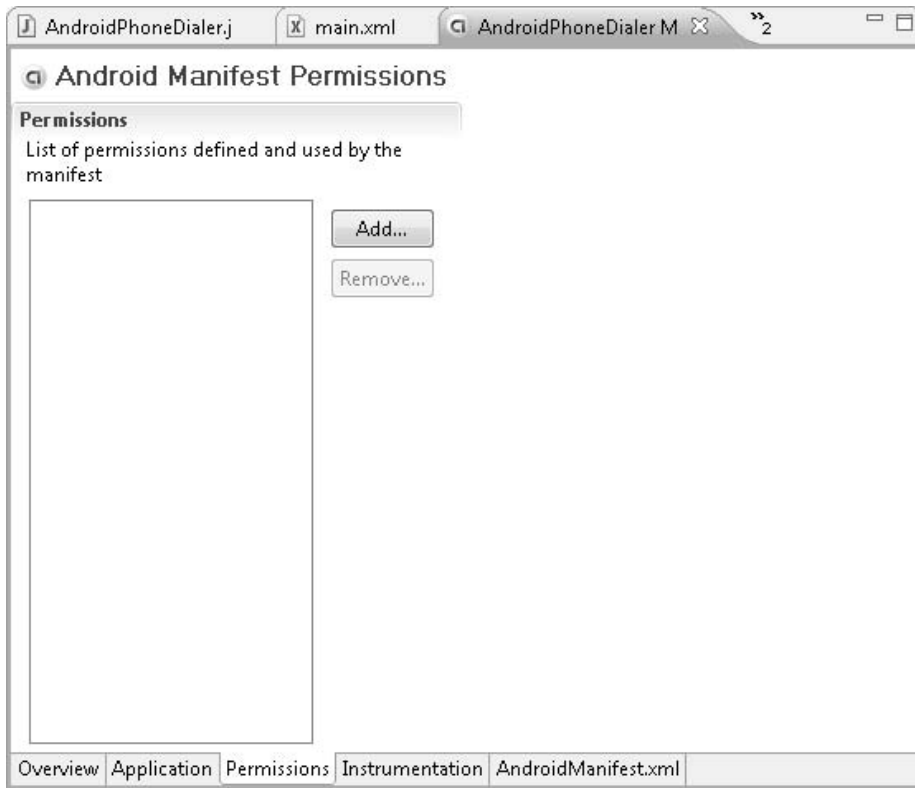 AndroidPhoneDialer.j
main.xml
AndroidPhoneDialer M
2
Android Manifest Permissions
Permissions
List of permissions defined and used by the
manifest
Add...
Remove...
Overview
Application
Permissions
Instrumentation
AndroidManifest.xml